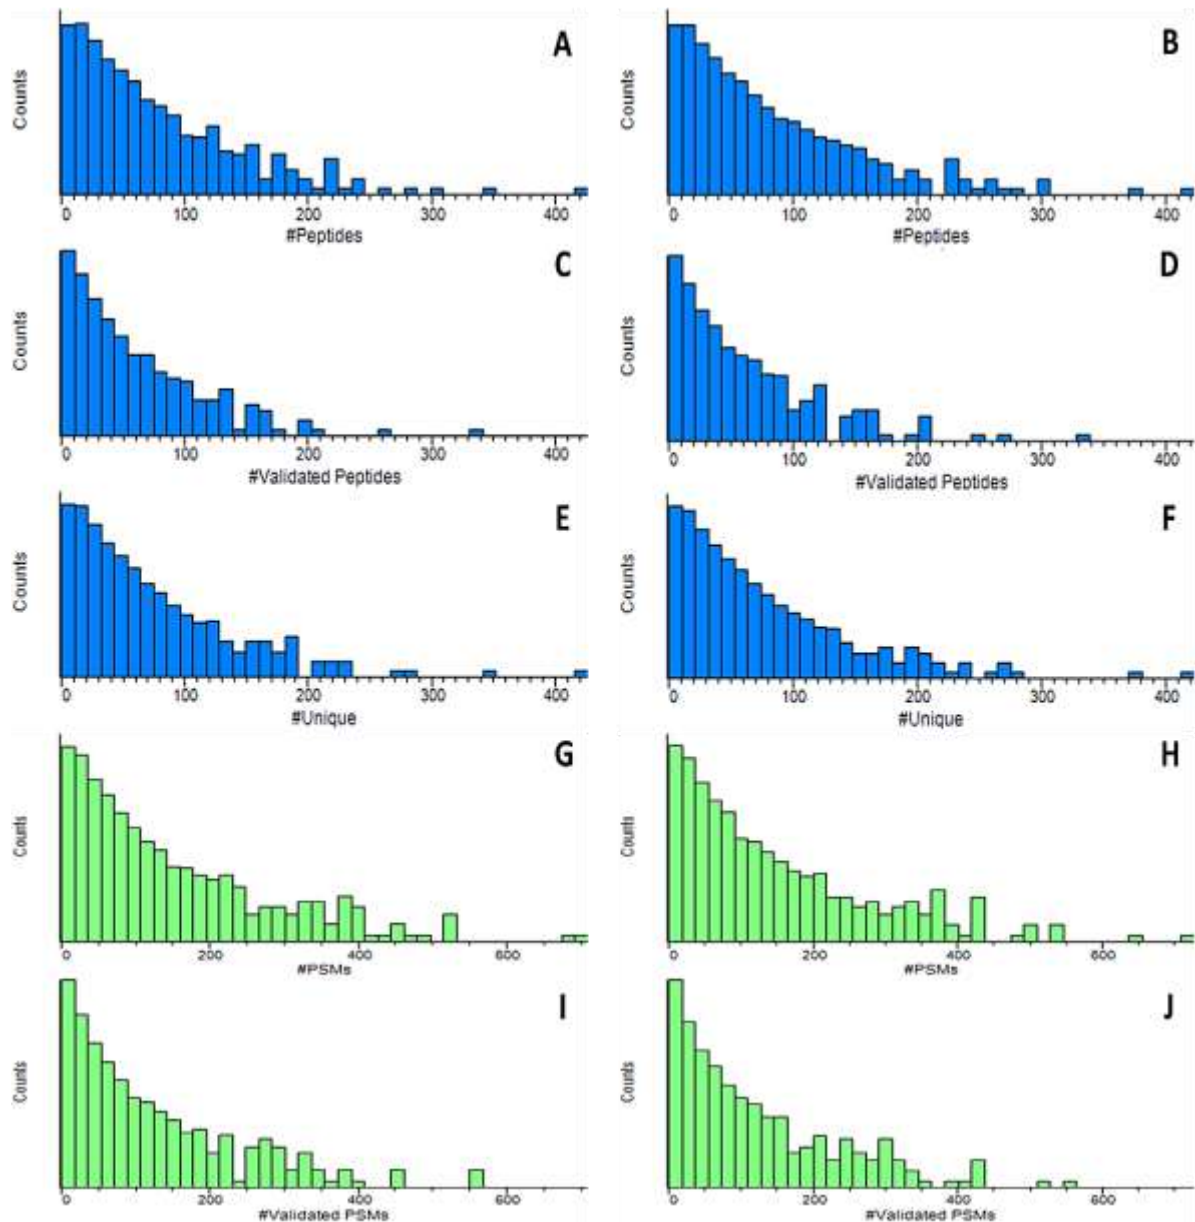 A
Counts
0 100 200 300 400
#Peptides
B
Counts
0 100 200 300 400
#Peptides
C
Counts
0 100 200 300 400
#Validated Peptides
D
Counts
0 100 200 300 400
#Validated Peptides
E
Counts
0 100 200 300 400
#Unique
F
Counts
0 100 200 300 400
#Unique
G
Counts
0 200 400 600
#PSMs
H
Counts
0 200 400 600
#PSMs
I
Counts
0 200 400 600
#Validated PSMs
J
Counts
0 200 400 600
#Validated PSMs